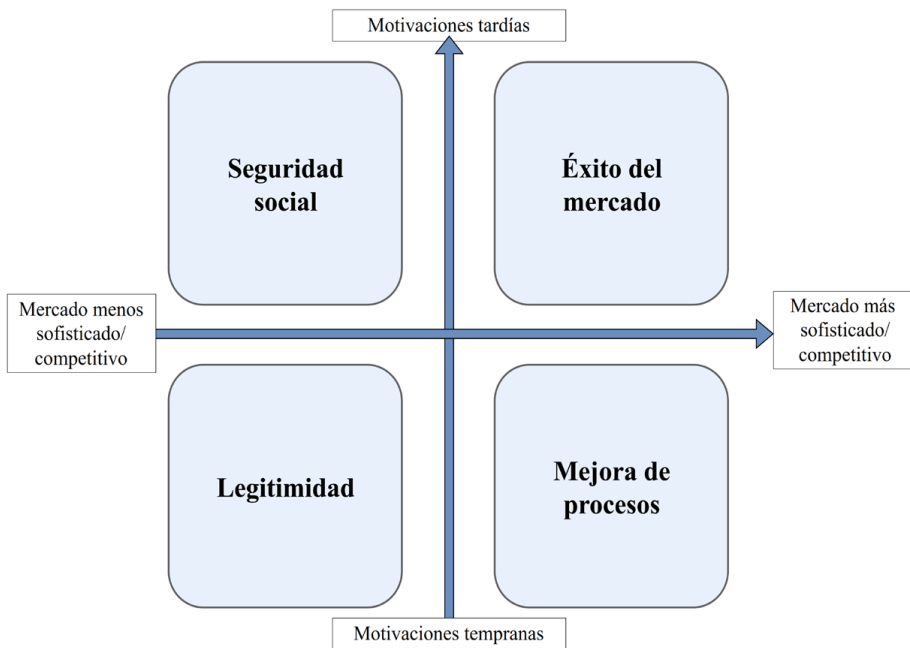 Motivaciones tardías
Seguridad
social
Éxito del
mercado
Mercado menos
sofisticado/
competitivo
Mercado más
sofisticado/
competitivo
Legitimidad
Mejora de
procesos
Motivaciones tempranas